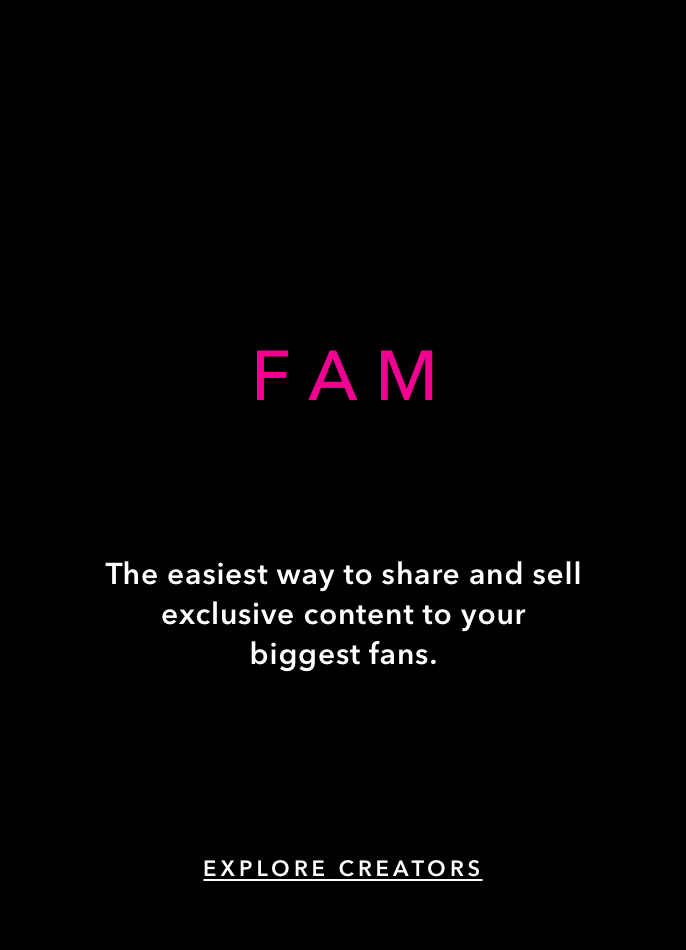 FAM
The easiest way to share and sell
exclusive content to your
biggest fans.
EXPLORE CREATORS